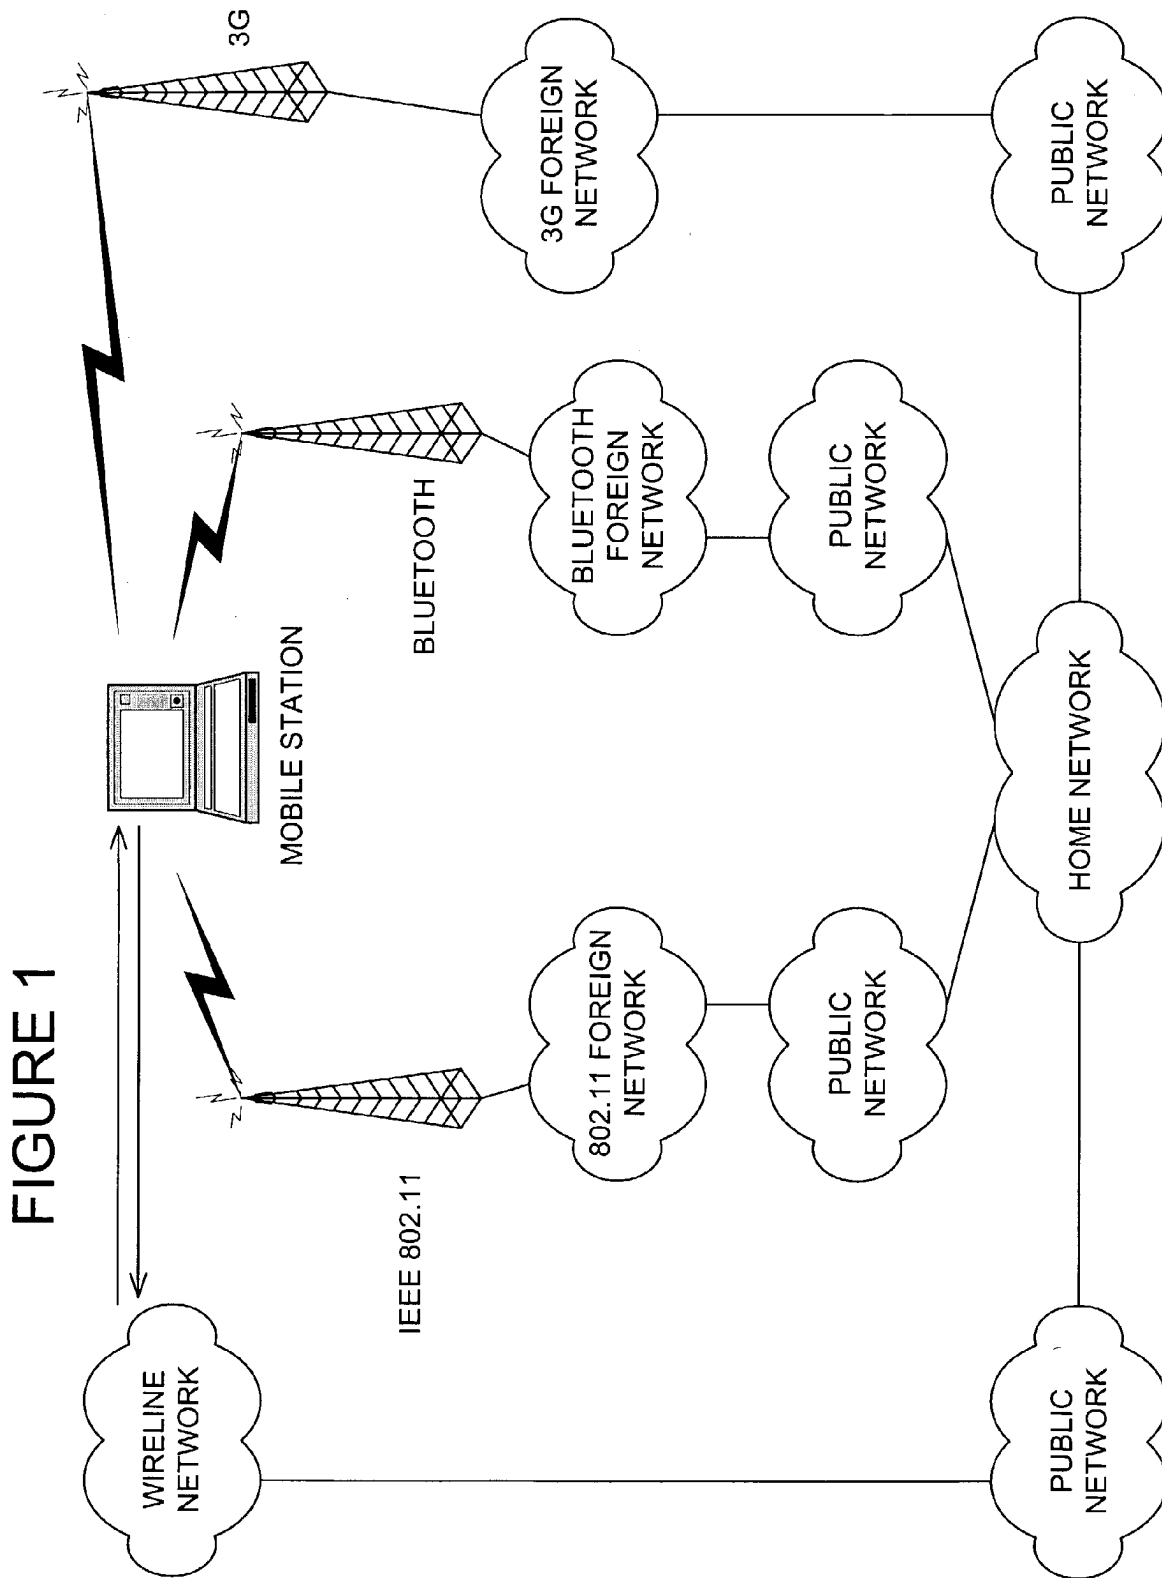 FIGURE 1
WIRELINE
NETWORK
MOBILE STATION
3G
IEEE 802.11
BLUETOOTH
802.11 FOREIGN
NETWORK
BLUETOOTH
FOREIGN
NETWORK
3G FOREIGN
NETWORK
PUBLIC
NETWORK
PUBLIC
NETWORK
PUBLIC
NETWORK
HOME NETWORK
PUBLIC
NETWORK